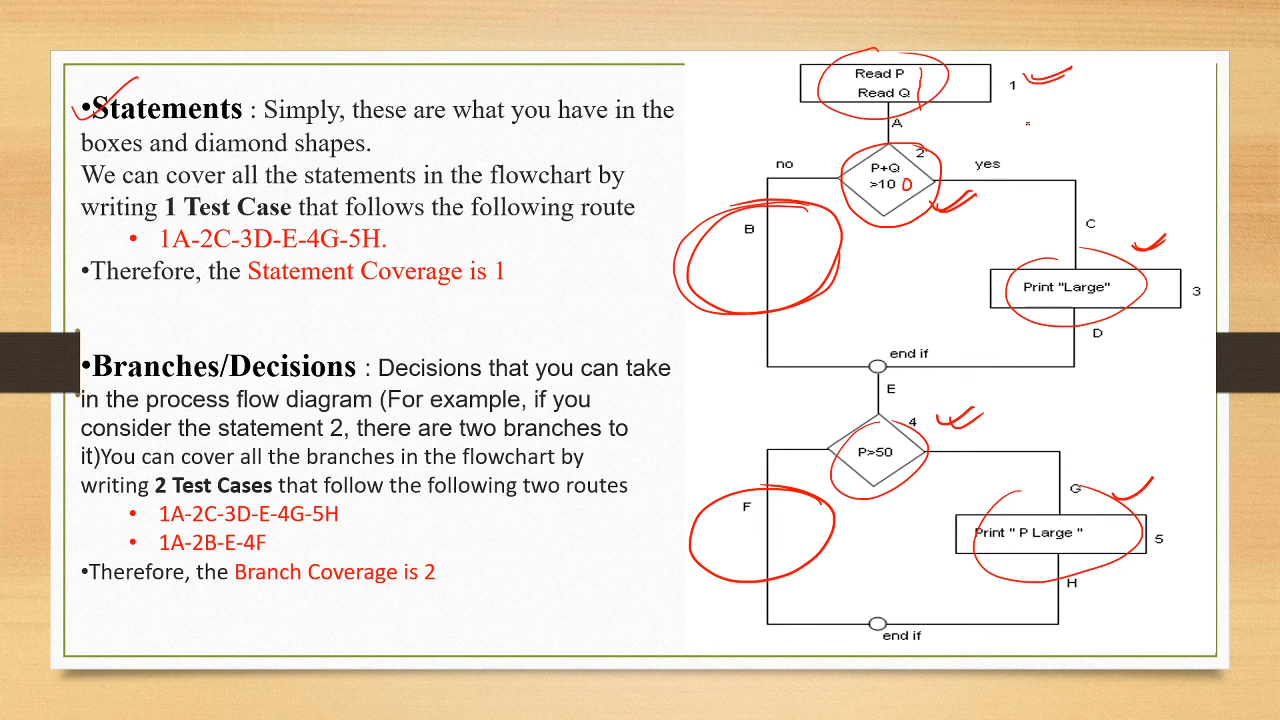 •Statements : Simply, these are what you have in the
boxes and diamond shapes.
We can cover all the statements in the flowchart by
writing 1 Test Case that follows the following route
• 1A-2C-3D-E-4G-5H.
•Therefore, the Statement Coverage is 1
•Branches/Decisions : Decisions that you can take
in the process flow diagram (For example, if you
consider the statement 2, there are two branches to
it)You can cover all the branches in the flowchart by
writing 2 Test Cases that follow the following two routes
• 1A-2C-3D-E-4G-5H
• 1A-2B-E-4F
•Therefore, the Branch Coverage is 2
Read P
Read Q
1
A
2
no
P+Q
>10 0
yes
B
C
Print "Large"
3
D
end if
E
4
P>50
F
G
Print " P Large "
5
H
end if